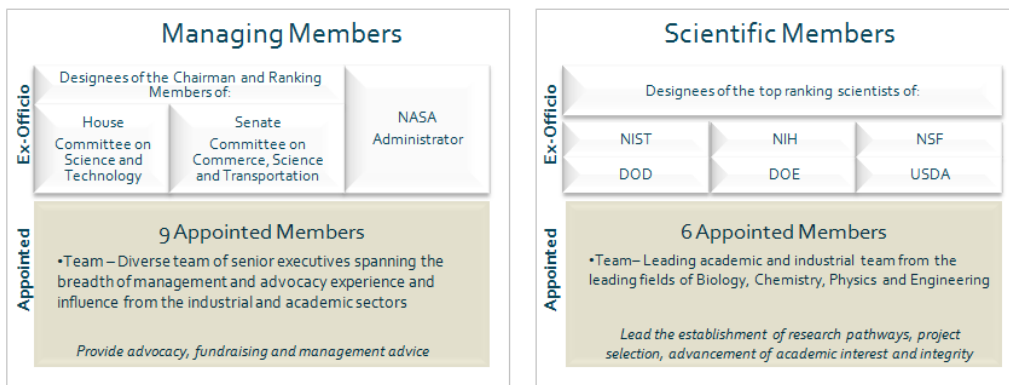 Managing Members
Ex-Officio
Designees of the Chairman and Ranking
Members of:
House
Committee on
Science and
Technology
Senate
Committee on
Commerce, Science
and Transportation
NASA
Administrator
Appointed
9 Appointed Members
•Team – Diverse team of senior executives spanning the
breadth of management and advocacy experience and
influence from the industrial and academic sectors
Provide advocacy, fundraising and management advice
Scientific Members
Ex-Officio
Designees of the top ranking scientists of:
NIST
NIH
NSF
DOD
DOE
USDA
Appointed
6 Appointed Members
•Team– Leading academic and industrial team from the
leading fields of Biology, Chemistry, Physics and Engineering
Lead the establishment of research pathways, project
selection, advancement of academic interest and integrity